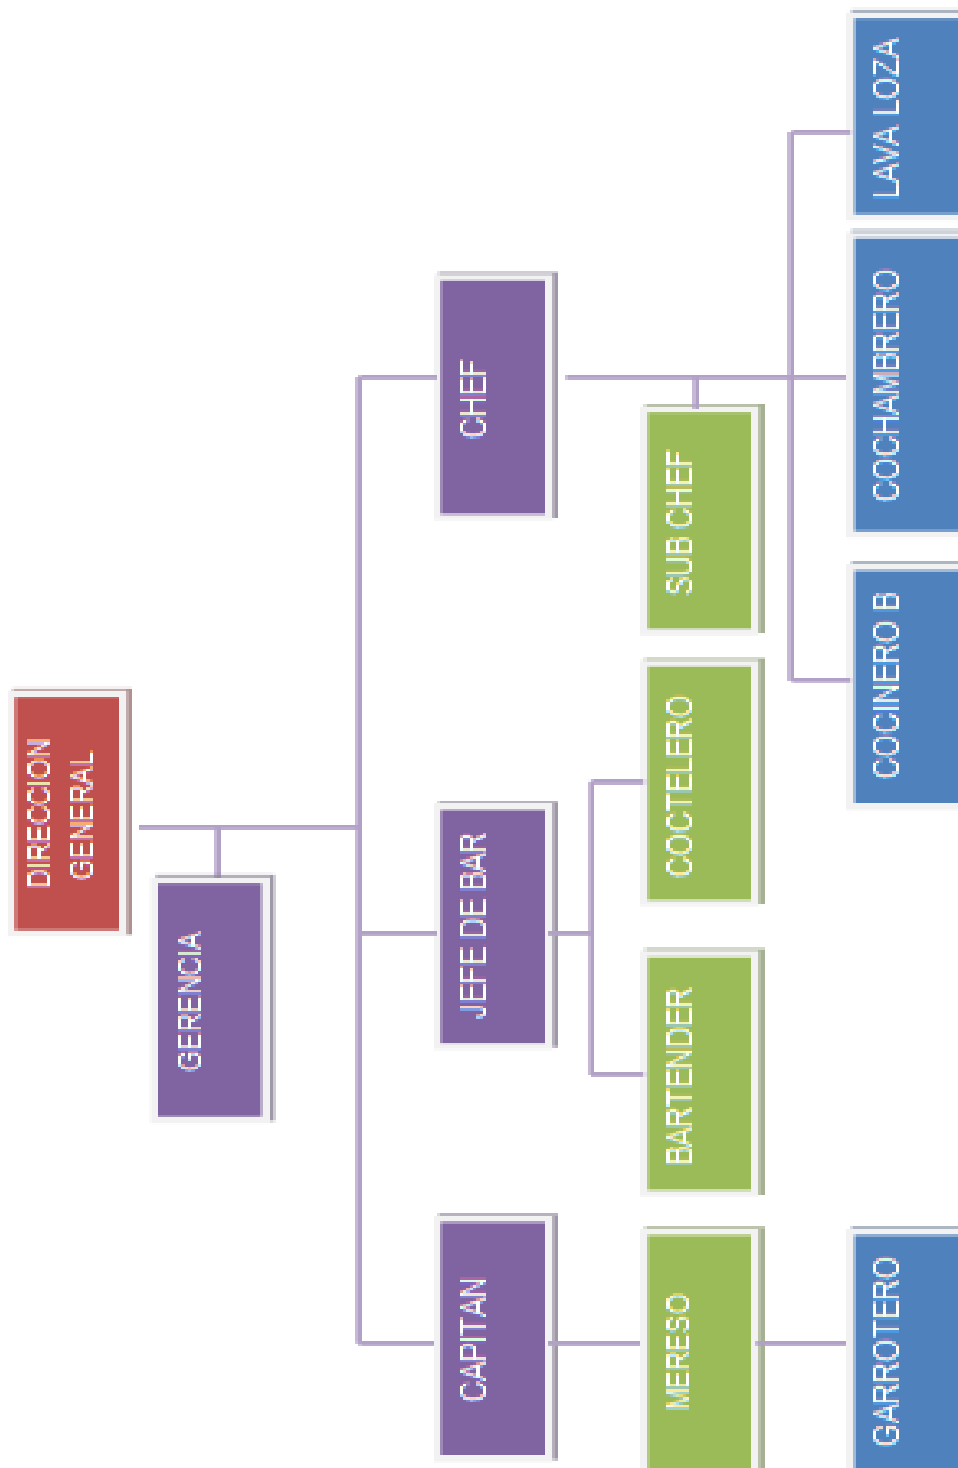 DIRECCION
GENERAL
GERENCIA
CAPITAN
JEFE DE BAR
CHEF
MERESO
BARTENDER
COCTELERO
SUB CHEF
GARROTERO
COCINERO B
COCHAMBRERO
LAVA LOZA